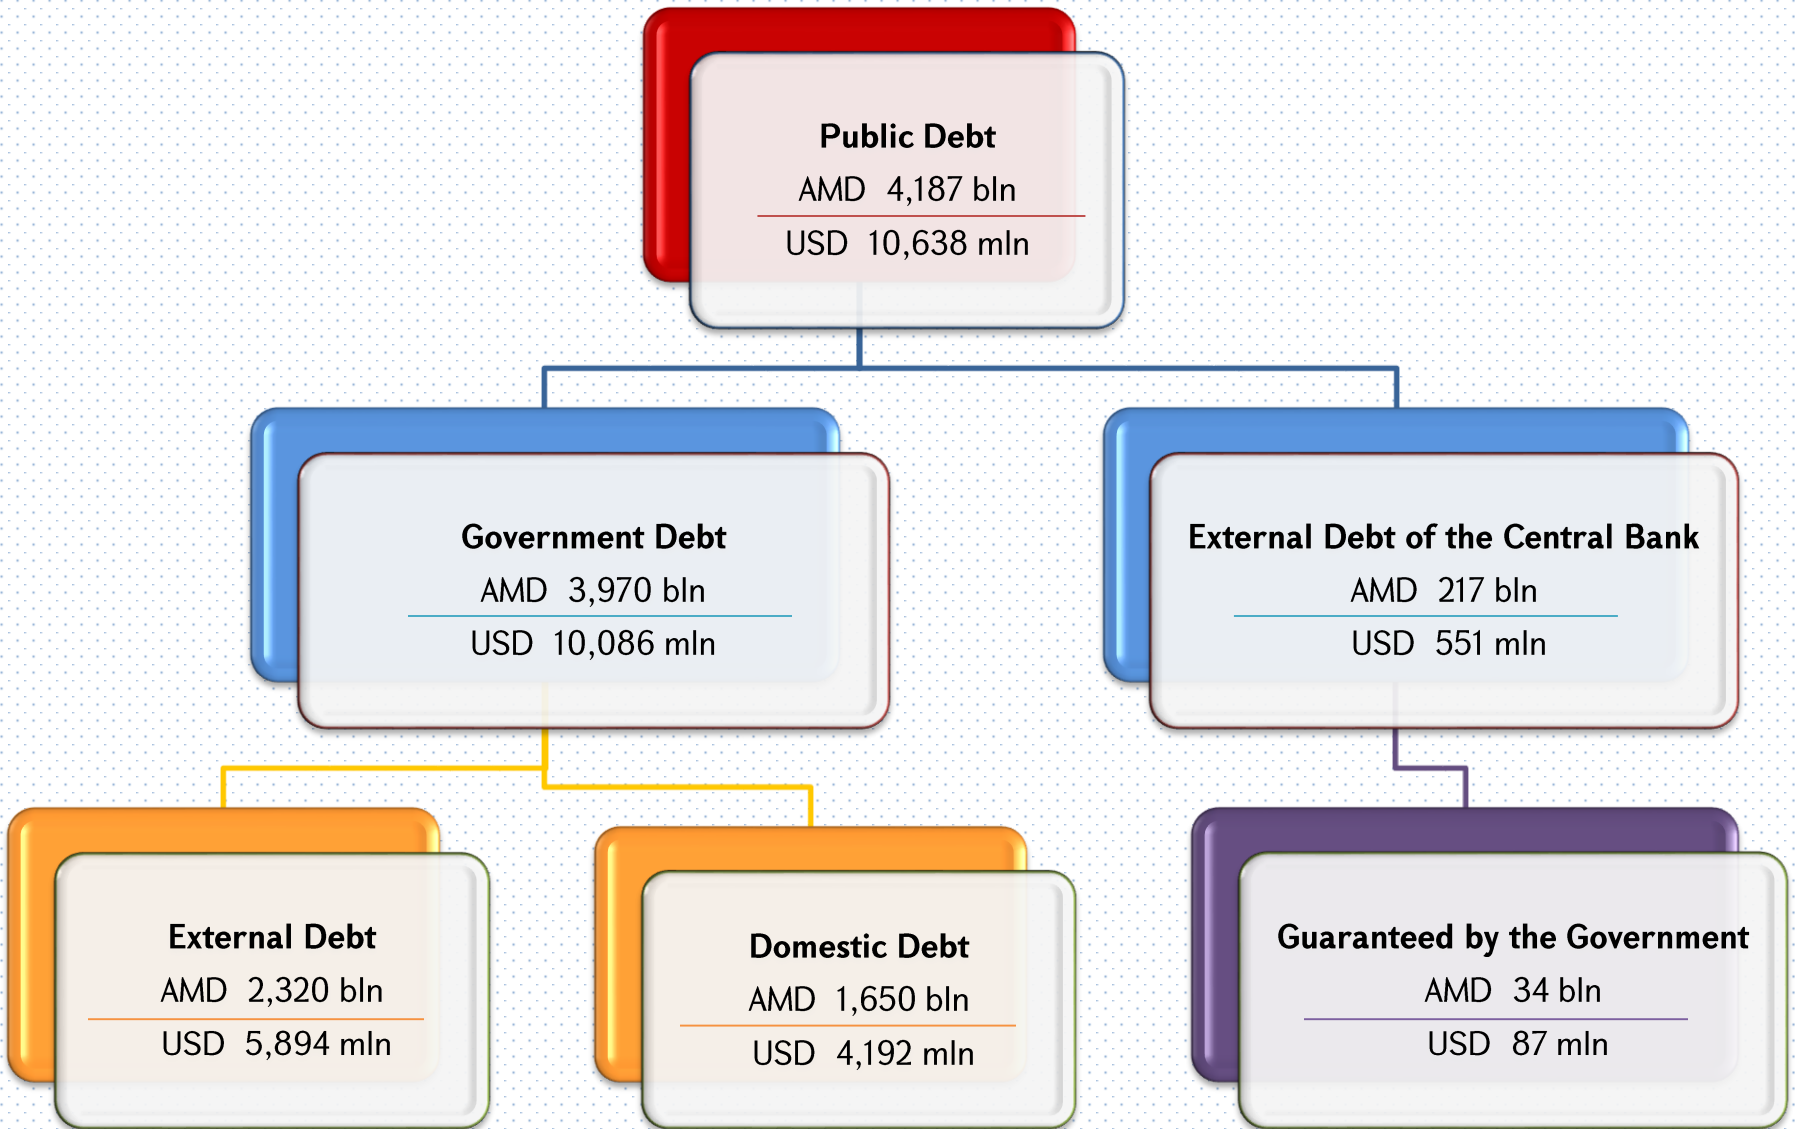 Public Debt
AMD 4,187 bln
USD 10,638 mln
Government Debt
AMD 3,970 bln
USD 10,086 mln
External Debt of the Central Bank
AMD 217 bln
USD 551 mln
External Debt
AMD 2,320 bln
USD 5,894 mln
Domestic Debt
AMD 1,650 bln
USD 4,192 mln
Guaranteed by the Government
AMD 34 bln
USD 87 mln